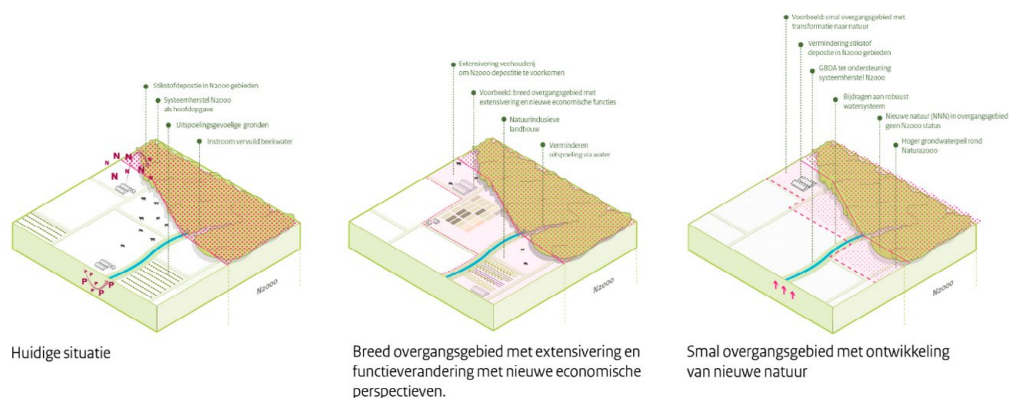 Stikstofdepostie in N2000 gebieden
Systeemherstel N2000
als hoofdopgave
Uitspoelingsgevoelige gronden
Instroom vervuild beekwater
N N N
N N N N
P P P P P P
N2000
Huidige situatie
Extensivering veehouderij
om N2000 depostitie te voorkomen
Voorbeeld: breed overgangsgebied met
extensivering en nieuwe economische functies
Natuurindusieve
landbouw
Verminderen
uitspoeling via water
N2000
Breed overgangsgebied met extensivering en
functieverandering met nieuwe economische
perspectieven.
Voorbeeld: smal overgangsgebied met
transformatie naar natuur
Vermindering stikstof
depostie in N2000 gebieden
GBDA ter ondersteuning
systeemherstel N2000
Bijdragen aan robuust
watersysteem
Nieuwe natuur (NNN) in overgangsgebied
geen N2000 status
Hoger grondwaterpeil rond
Natura2000
N2000
Smal overgangsgebied met ontwikkeling
van nieuwe natuur